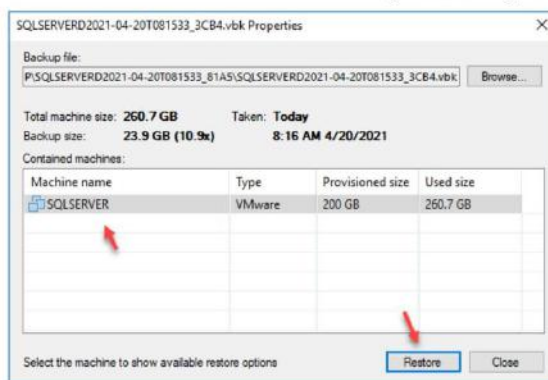 SQLSERVERD2021-04-20T081533_3CB4.vbk Properties
Backup file:
P\SQLSERVERD2021-04-20T081533_81A5\SQLSERVERD2021-04-20T081533_3CB4.vbk Browse...
Total machine size: 260.7 GB Taken: Today
Backup size: 23.9 GB (10.9x) 8:16 AM 4/20/2021
Contained machines:
Machine name Type Provisioned size Used size
SQLSERVER VMware 200 GB 260.7 GB
Select the machine to show available restore options Restore Close